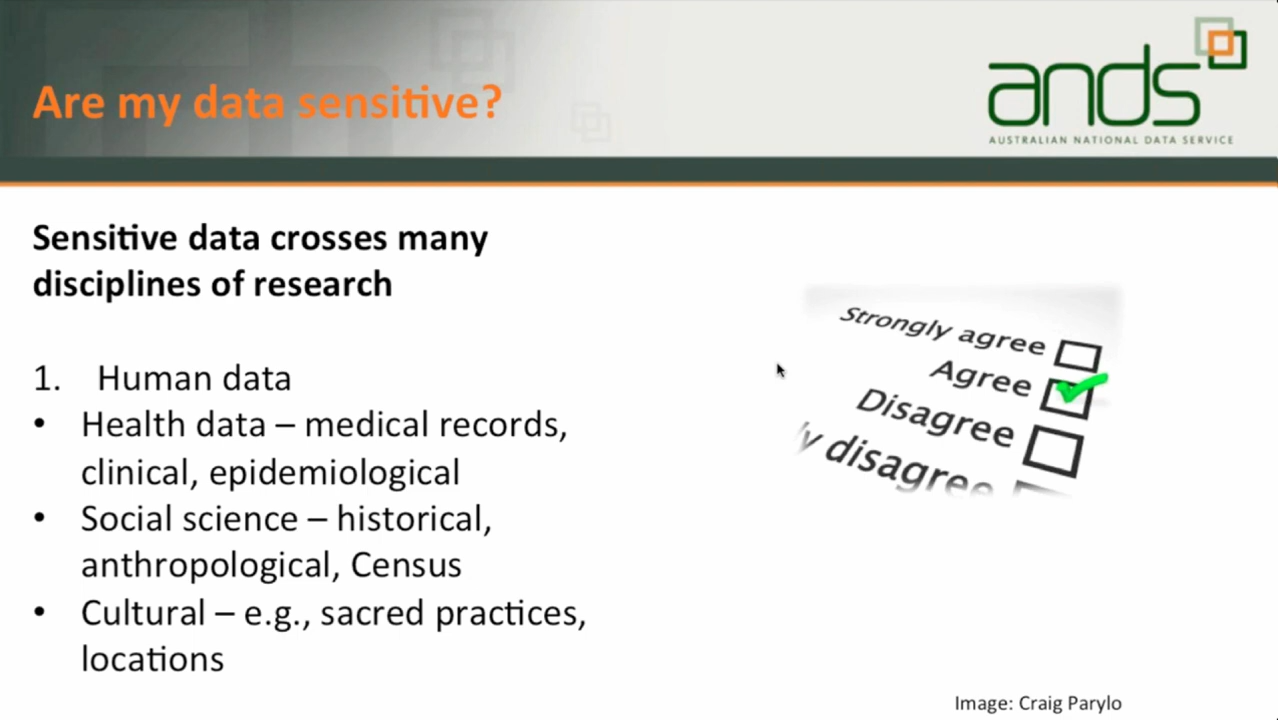 Are my data sensitive?
ands
AUSTRALIAN NATIONAL DATA SERVICE
Sensitive data crosses many
disciplines of research
1. Human data
• Health data – medical records,
clinical, epidemiological
• Social science – historical,
anthropological, Census
• Cultural – e.g., sacred practices,
locations
Strongly agree
Agree
Disagree
y disagree
Image: Craig Parylo